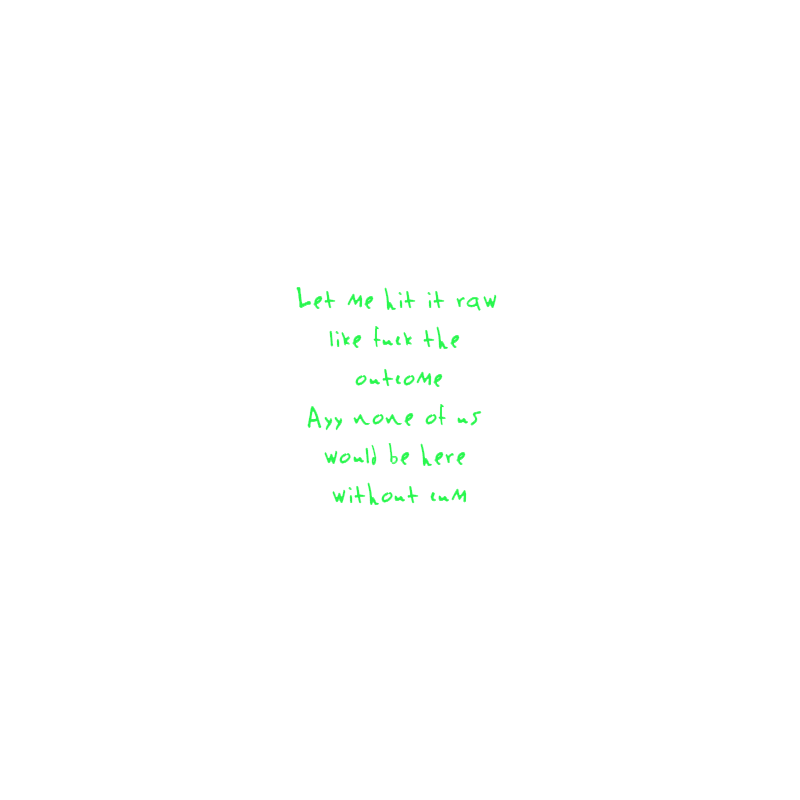 Let me hit it raw
like fuck the
outcome
Ayy none of us
would be here
without cum